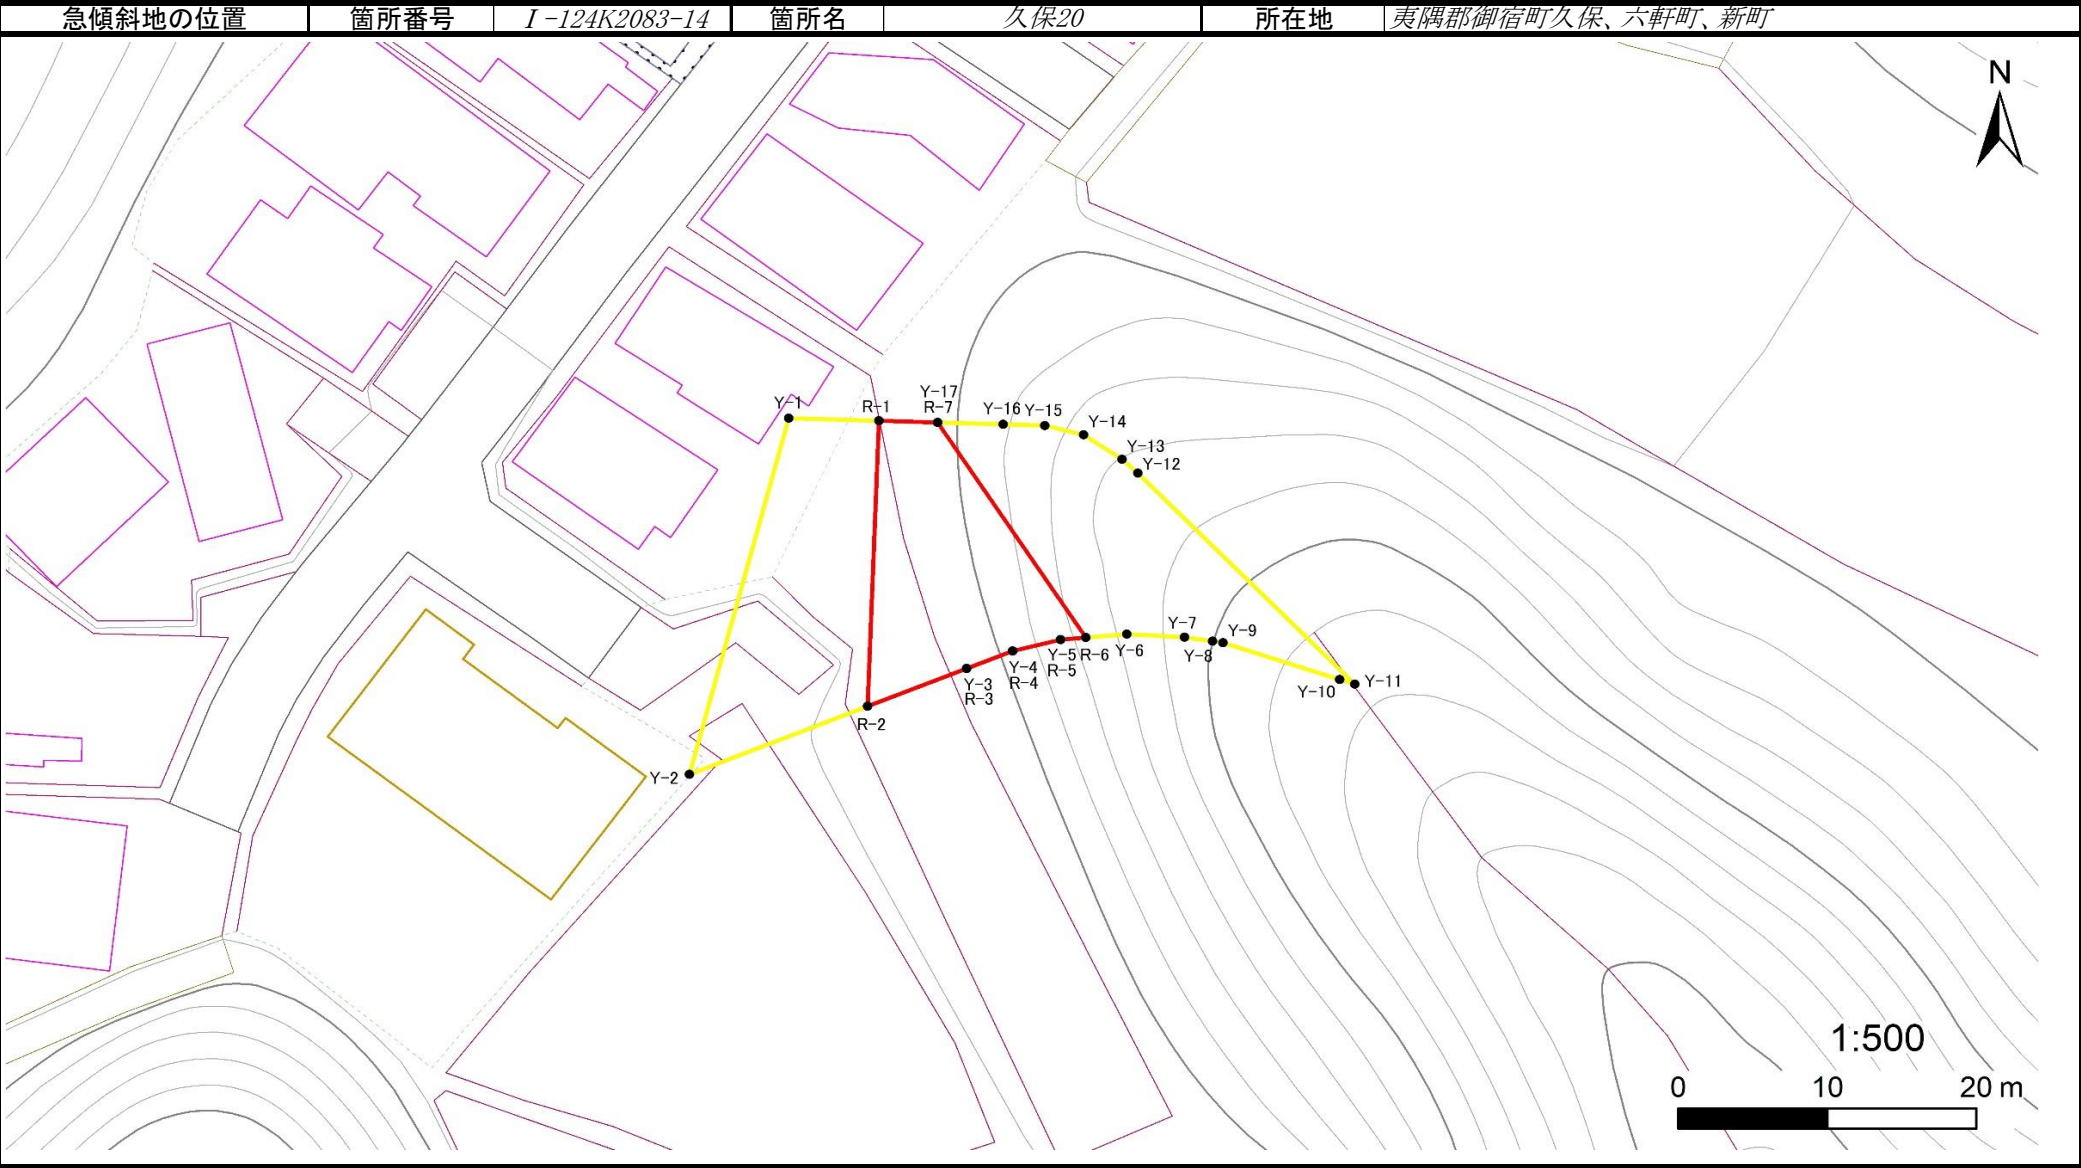 急傾斜地の位置 箇所番号 Ⅰ-124K2083-14 箇所名 久保20 所在地 夷隅郡御宿町久保、六軒町、新町
N
Y-17
Y-1 R-1 R-7 Y-16 Y-15
Y-14
Y-13
Y-12
Y-7 Y-9
Y-5 R-6 Y-6 Y-8
Y-4 R-5
Y-3 R-4
R-3
Y-10 Y-11
R-2
Y-2
1:500
0 10 20 m